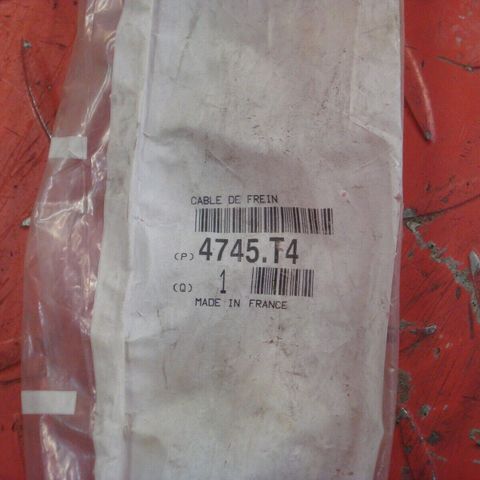 CABLE DE FREIN
(P) 4745.T4
(Q) 1
MADE IN FRANCE